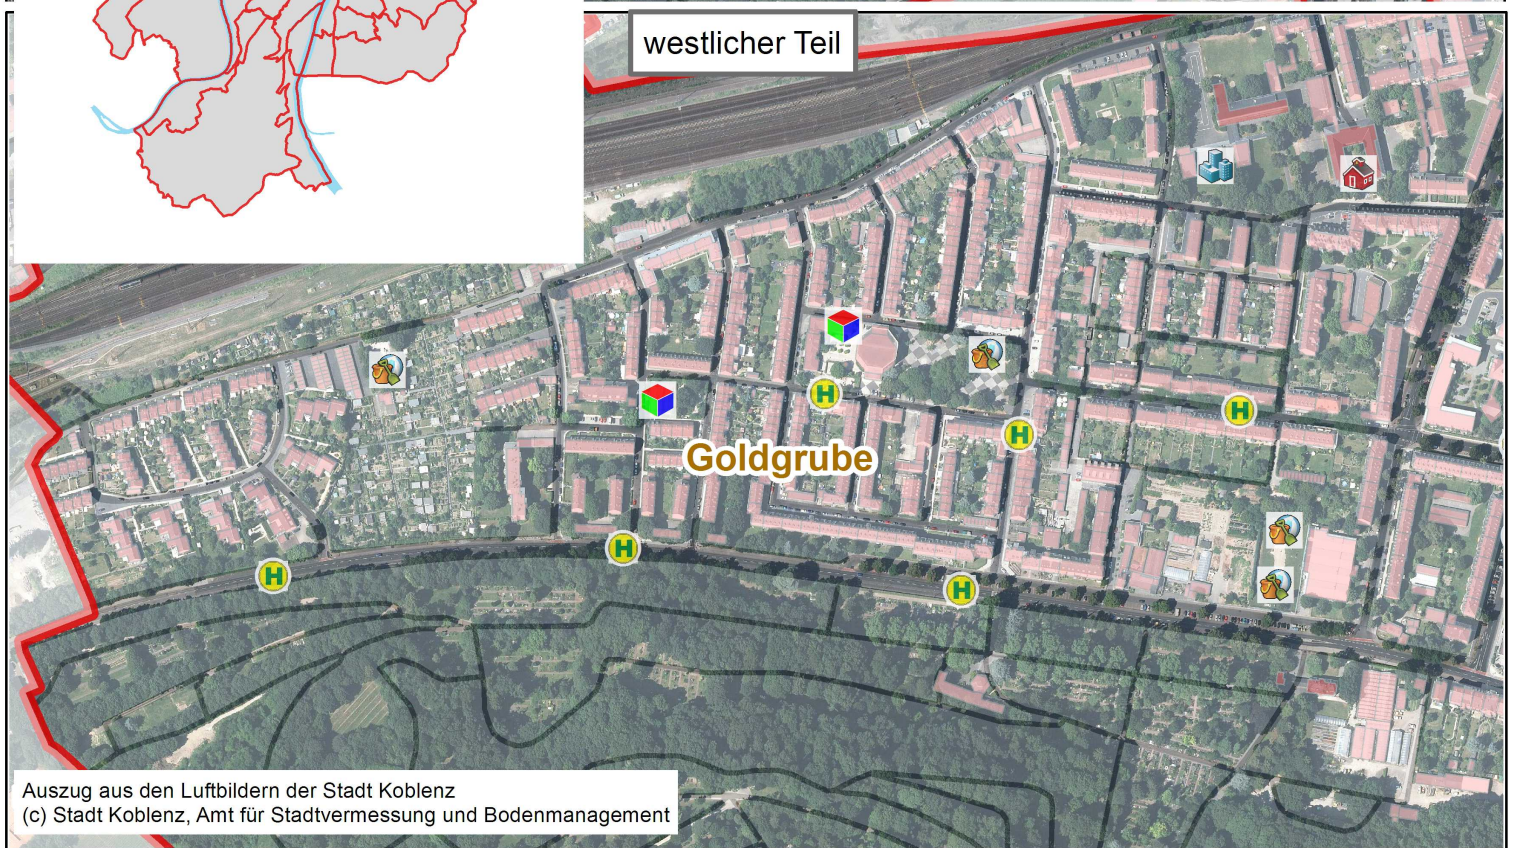 westlicher Teil
H
H
H
Goldgrube
H
H
H
Auszug aus den Luftbildern der Stadt Koblenz
(c) Stadt Koblenz, Amt für Stadtvermessung und Bodenmanagement